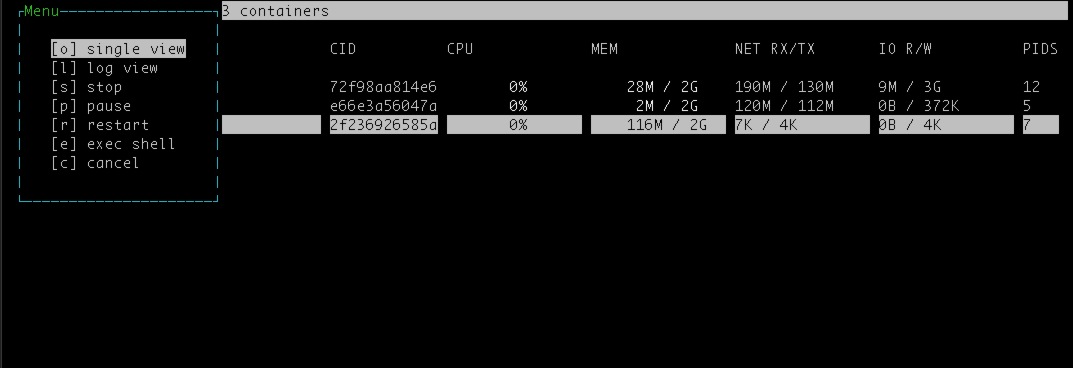 Menu 3 containers
[o] single view CID CPU MEM NET RX/TX IO R/W PIDS
[l] log view
[s] stop 72f98aa814e6 0% 28M / 2G 190M / 130M 9M / 3G 12
[p] pause e66e3a56047a 0% 2M / 2G 120M / 112M 0B / 372K 5
[r] restart 2f236926585a 0% 116M / 2G 7K / 4K 0B / 4K 7
[e] exec shell
[c] cancel